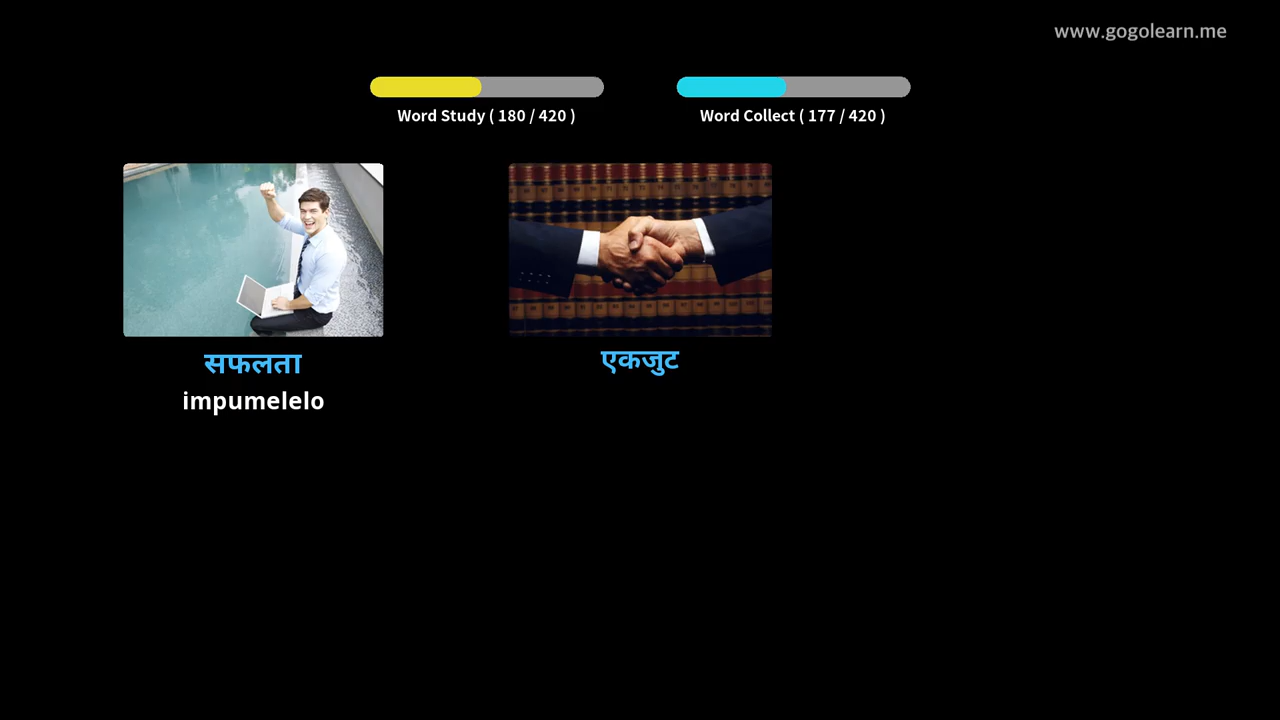 www.gogolearn.me
Word Study ( 180 / 420 )
Word Collect ( 177 / 420 )
सफलता
impumelelo
एकजुट